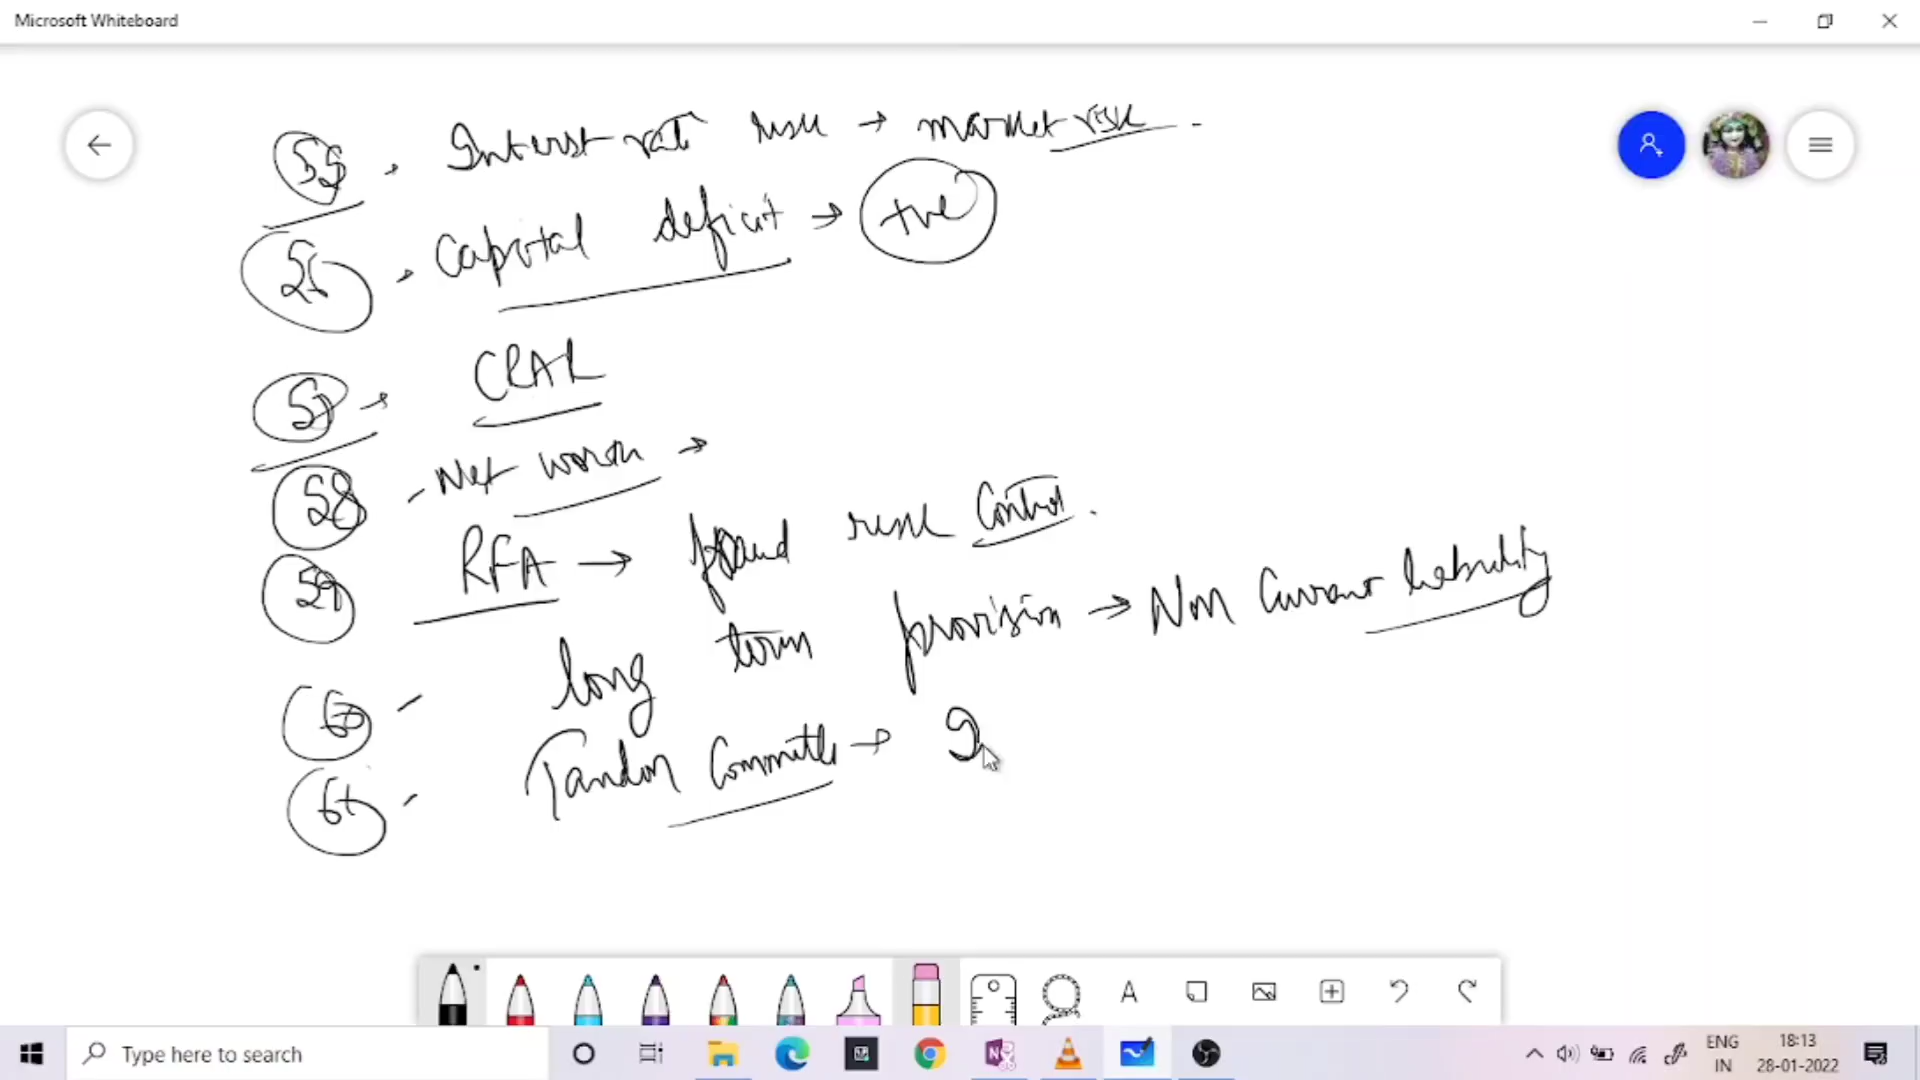 Microsoft Whiteboard
55. Interest rate risk → market risk.
56. Capital deficit → +ve
57 → CRAR
58 - Net worth →
59 RFA → fraud risk Control.
60 - long term provision → Non Current liability
61 - Tandon Committee →
A
Type here to search
ENG
IN
18:13
28-01-2022